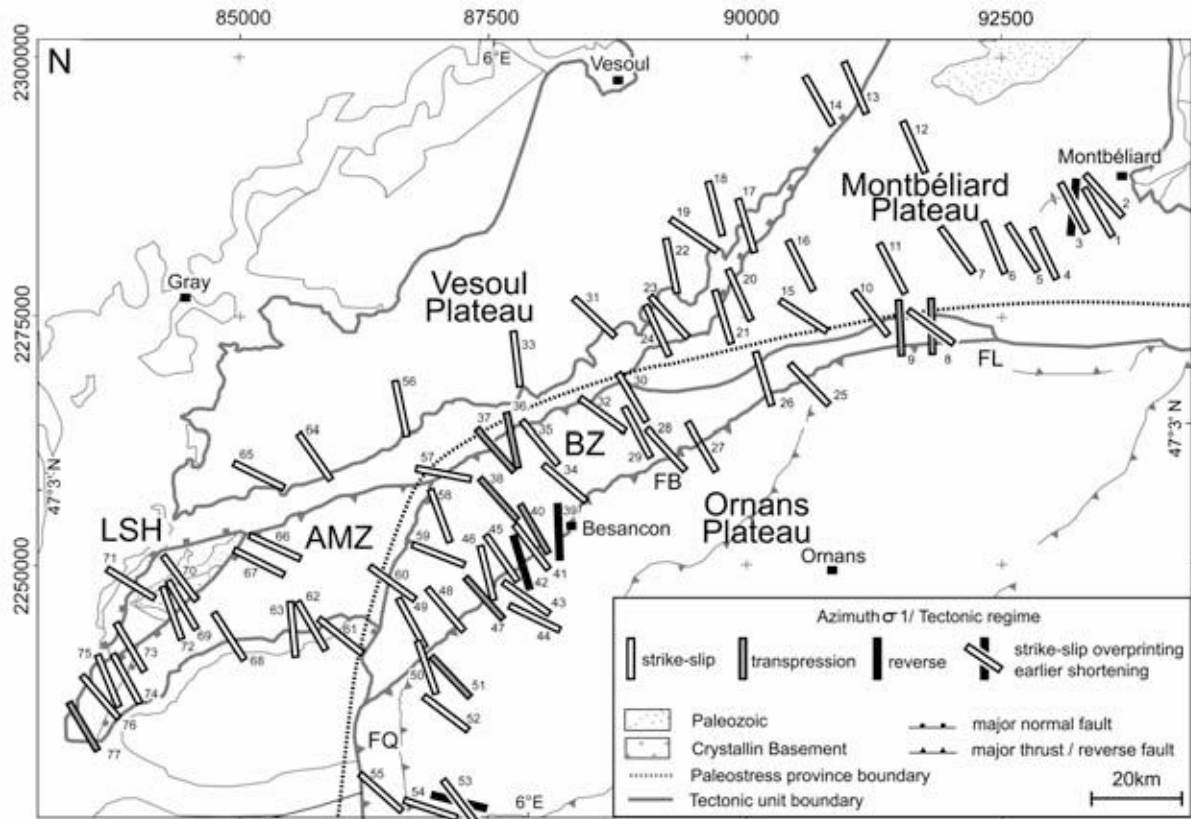 85000 87500 90000 92500
N
6°E
Vesoul
2300000
14 13
12
Montbéliard
Montbéliard
Plateau
18 17
2
19
3 1
22
16
11
7 6 5 4
Gray
Vesoul
Plateau
20
23
31
15
10
2275000
24 21
33
9 8
FL
30
56
26 25
32
37 36
35
BZ
28
27
64
29
47°3' N
65
57
34
FB
47°3' N
38
58
Ornans
Plateau
LSH
AMZ
40 39
Besancon
66
45
46
59
41
71
67
42
Ornans
2250000
70
60
43
48
49
47
44
63 62
61
69
72
68
73
75
50
51
74
76
52
77
FQ
55
53
54
6°E
Azimuth σ 1/ Tectonic regime
strike-slip
transpression
reverse
strike-slip overprinting
earlier shortening
Paleozoic
major normal fault
Crystallin Basement
major thrust / reverse fault
Paleostress province boundary
Tectonic unit boundary
20km